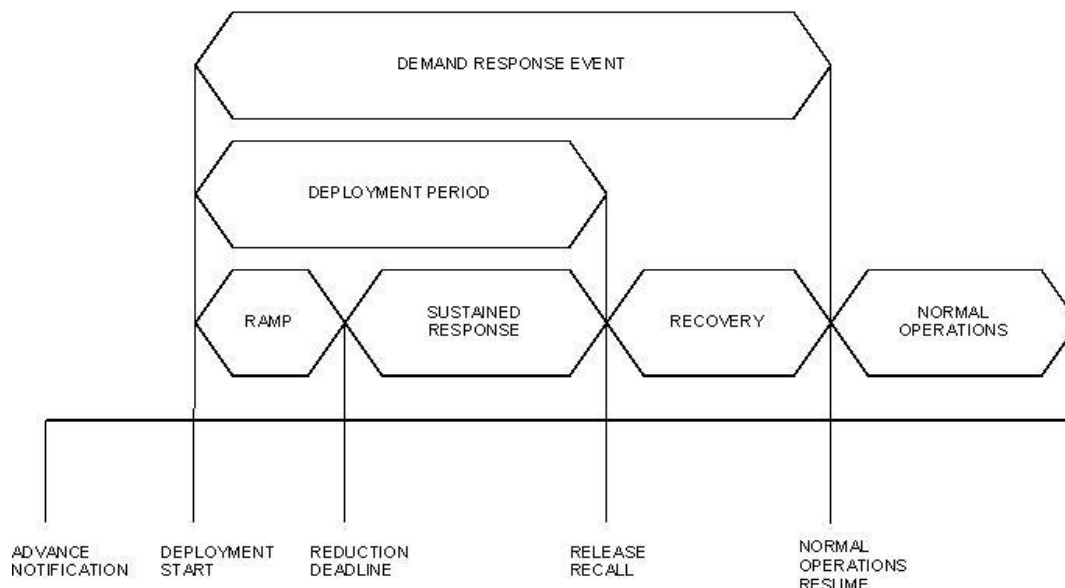 DEMAND RESPONSE EVENT
DEPLOYMENT PERIOD
RAMP
SUSTAINED
RESPONSE
RECOVERY
NORMAL
OPERATIONS
ADVANCE
NOTIFICATION
DEPLOYMENT
START
REDUCTION
DEADLINE
RELEASE
RECALL
NORMAL
OPERATIONS
RESUME